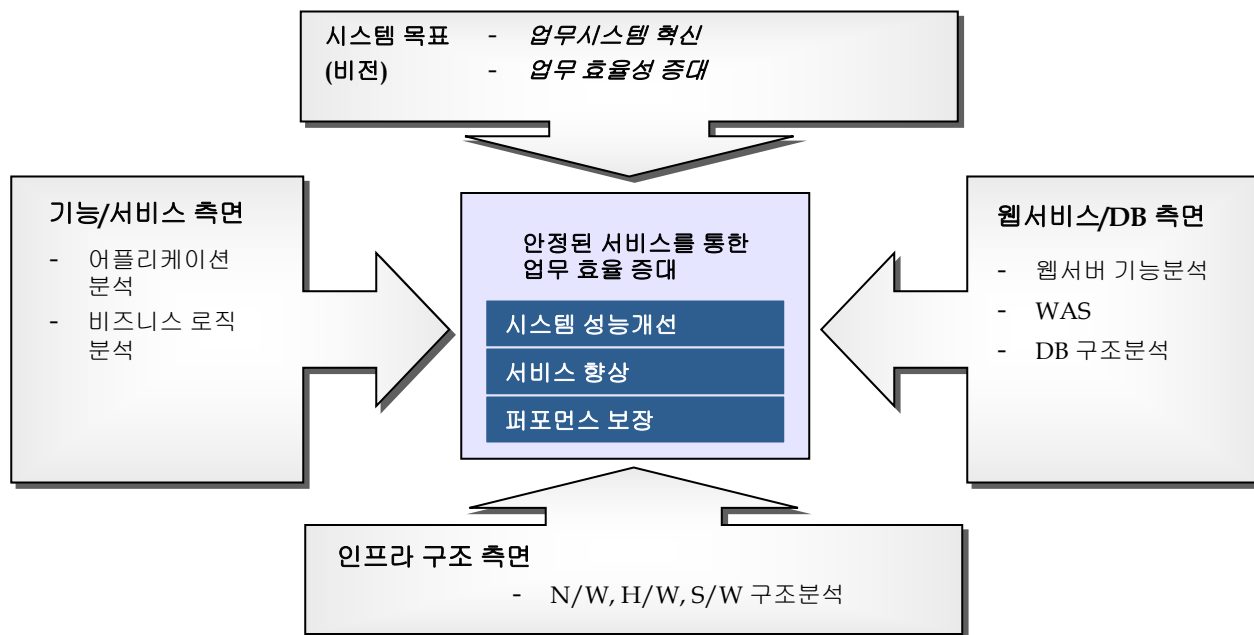 시스템 목표 - 업무시스템 혁신
(비전) - 업무 효율성 증대
기능/서비스 측면
- 어플리케이션
분석
- 비즈니스 로직
분석
안정된 서비스를 통한
업무 효율 증대
시스템 성능개선
서비스 향상
퍼포먼스 보장
웹서비스/DB 측면
- 웹서버 기능분석
- WAS
- DB 구조분석
인프라 구조 측면
- N/W, H/W, S/W 구조분석